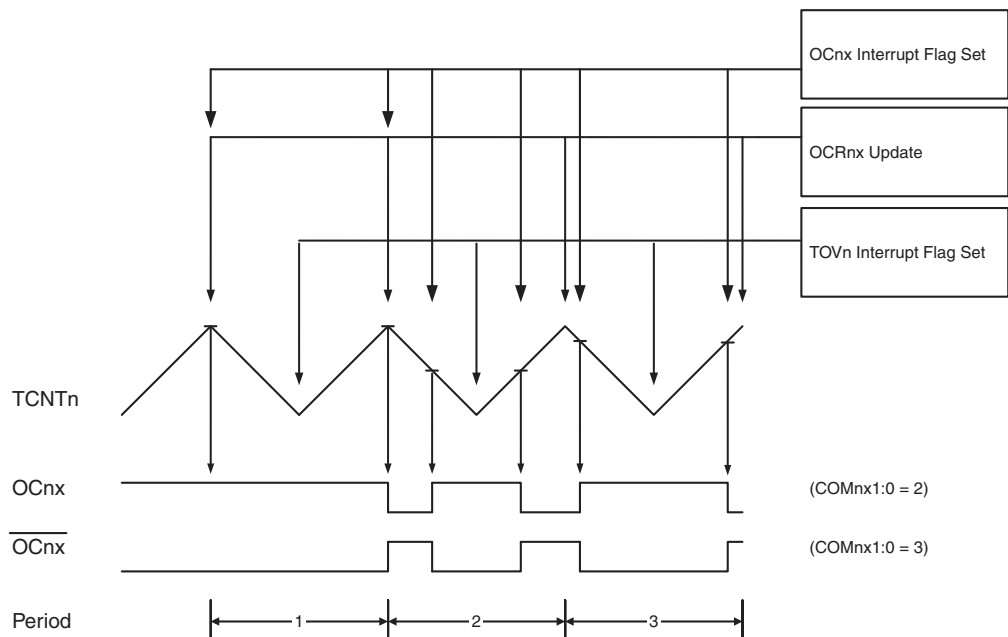 OCnx Interrupt Flag Set
OCRnx Update
TOVn Interrupt Flag Set
TCNTn
OCnx
(COMnx1:0 = 2)
OCnx
(COMnx1:0 = 3)
Period
1
2
3